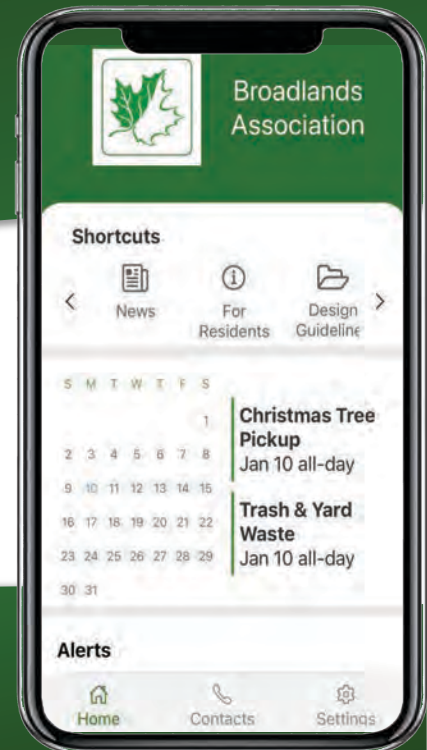 Broadlands
Association
Shortcuts
News
For
Residents
Design
Guideline
S M T W T F S
1
2 3 4 5 6 7 8
9 10 11 12 13 14 15
16 17 18 19 20 21 22
23 24 25 26 27 28 29
30 31
Christmas Tree
Pickup
Jan 10 all-day
Trash & Yard
Waste
Jan 10 all-day
Alerts
Home
Contacts
Settings